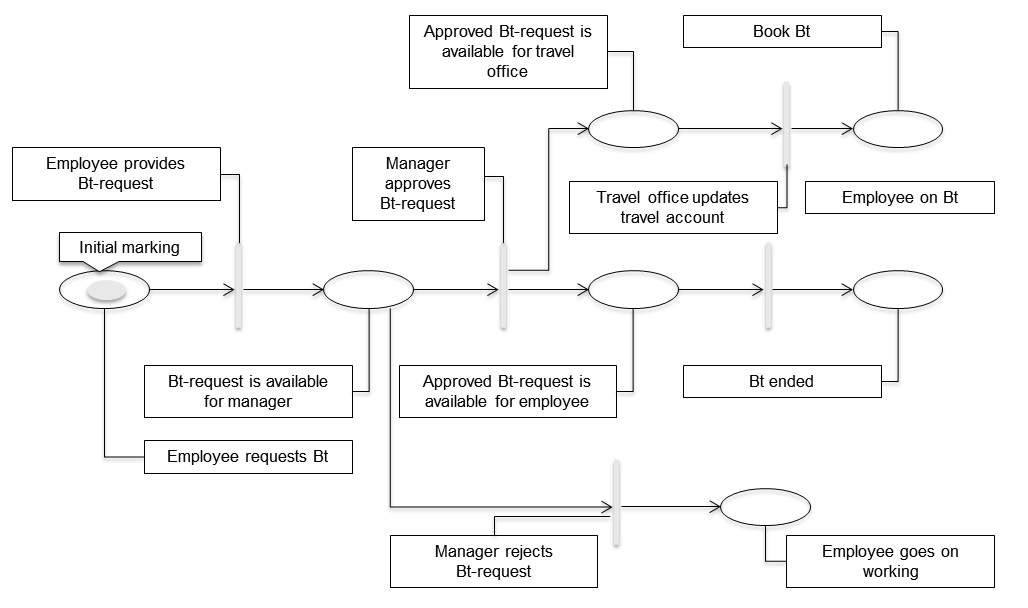 Approved Bt-request is
available for travel
office
Book Bt
Employee provides
Bt-request
Manager
approves
Bt-request
Travel office updates
travel account
Employee on Bt
Initial marking
Bt-request is available
for manager
Approved Bt-request is
available for employee
Bt ended
Employee requests Bt
Manager rejects
Bt-request
Employee goes on
working